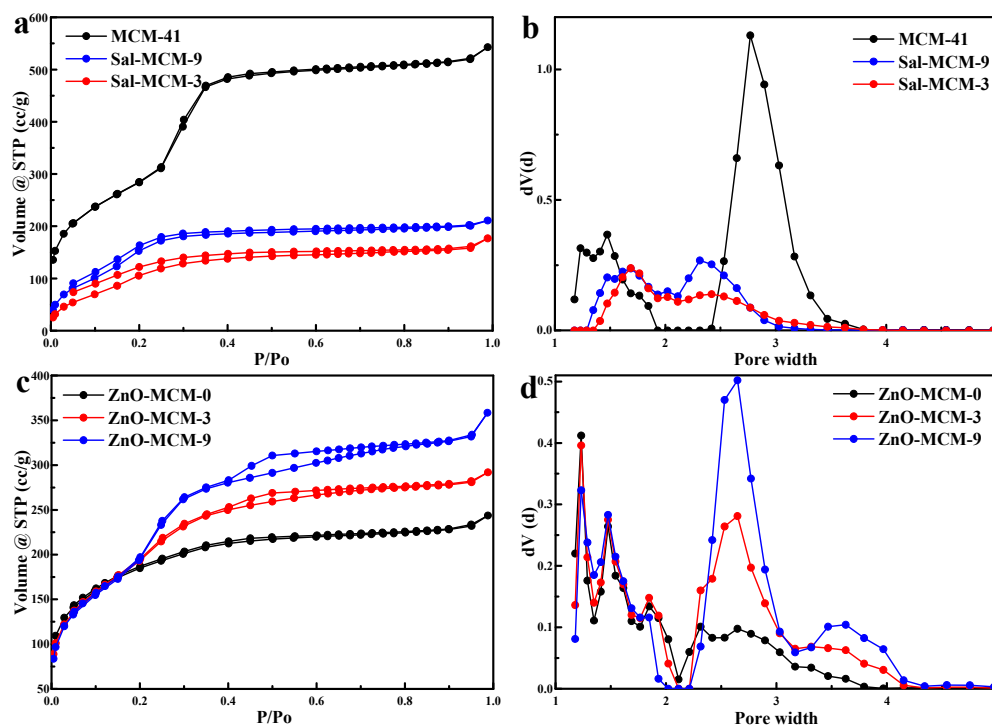 a
600
500
400
300
200
100
0
Volume @ STP (cc/g)
MCM-41
Sal-MCM-9
Sal-MCM-3
0.0 0.2 0.4 0.6 0.8 1.0
P/Po
b
1.0
0.5
0.0
dV(d)
MCM-41
Sal-MCM-9
Sal-MCM-3
1 2 3 4
Pore width
c
400
350
300
250
200
150
100
50
Volume @ STP (cc/g)
ZnO-MCM-0
ZnO-MCM-3
ZnO-MCM-9
0.0 0.2 0.4 0.6 0.8 1.0
P/Po
d
0.5
0.4
0.3
0.2
0.1
0.0
dV (d)
ZnO-MCM-0
ZnO-MCM-3
ZnO-MCM-9
1 2 3 4
Pore width